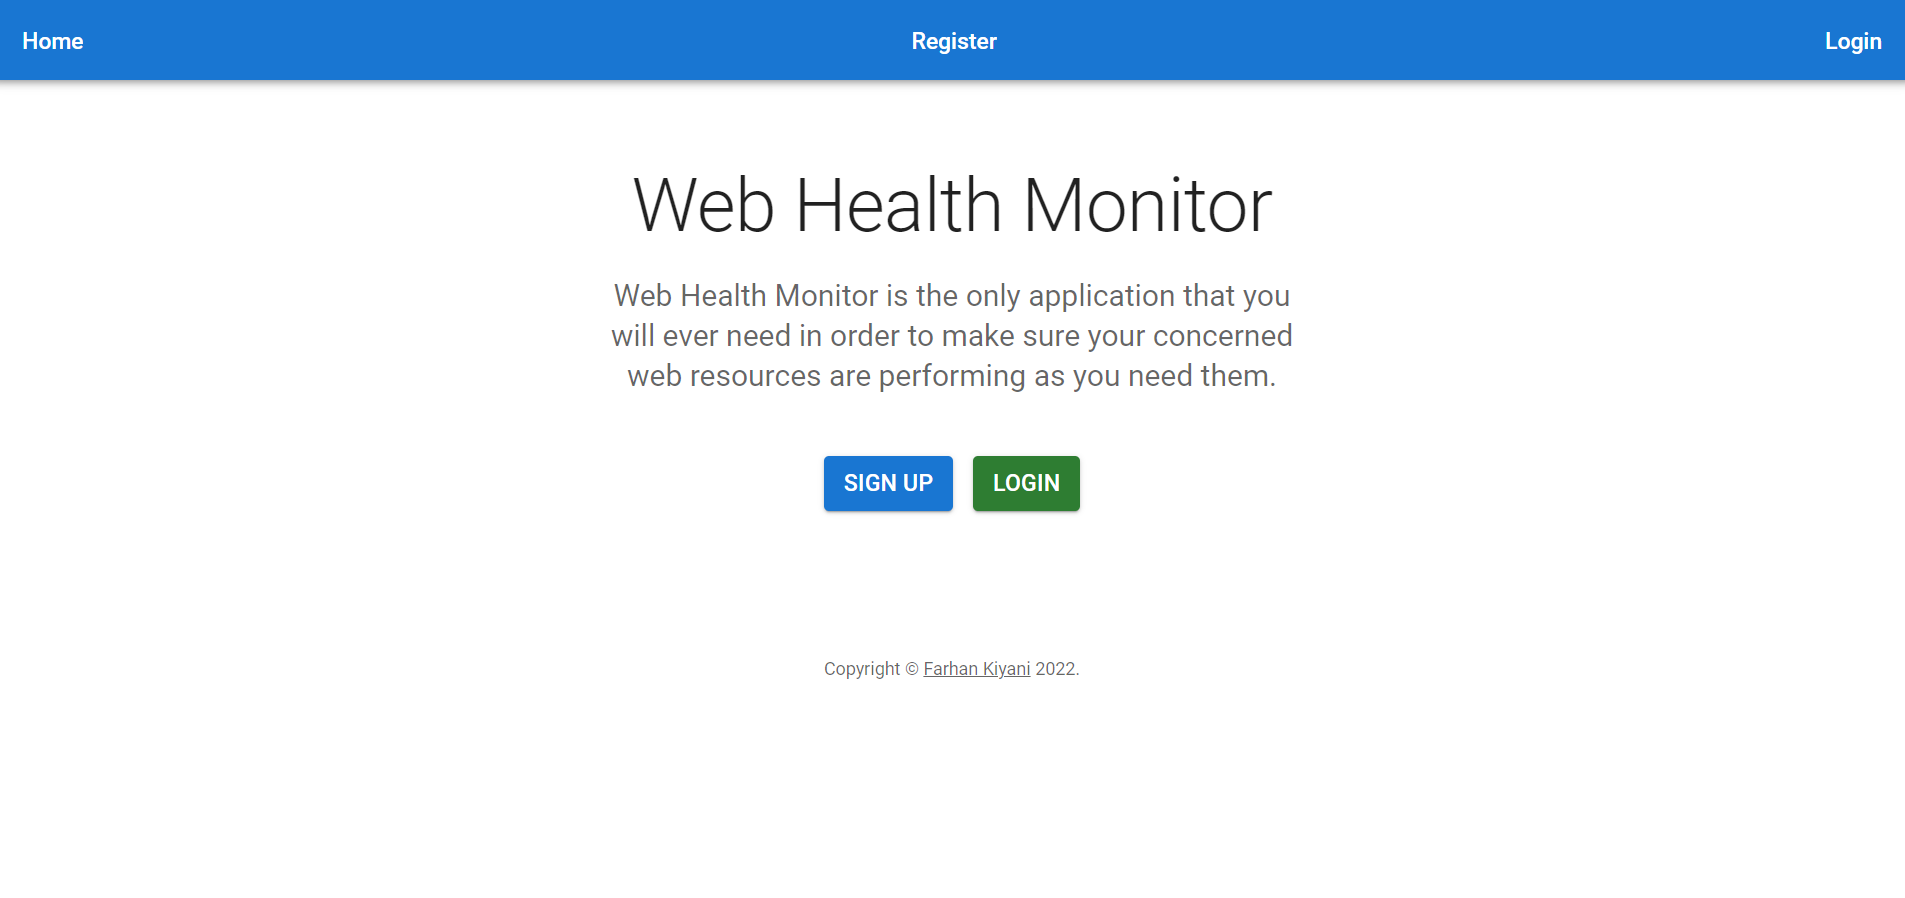 Home Register Login
Web Health Monitor
Web Health Monitor is the only application that you
will ever need in order to make sure your concerned
web resources are performing as you need them.
SIGN UP LOGIN
Copyright © Farhan Kiyani 2022.